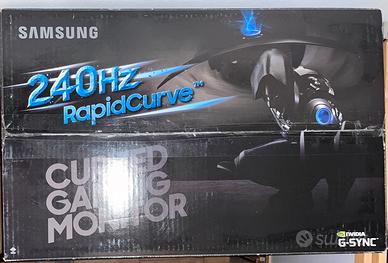 SAMSUNG
240Hz
RapidCurve™
CURVED
GAMING
MONITOR
NVIDIA
G-SYNC